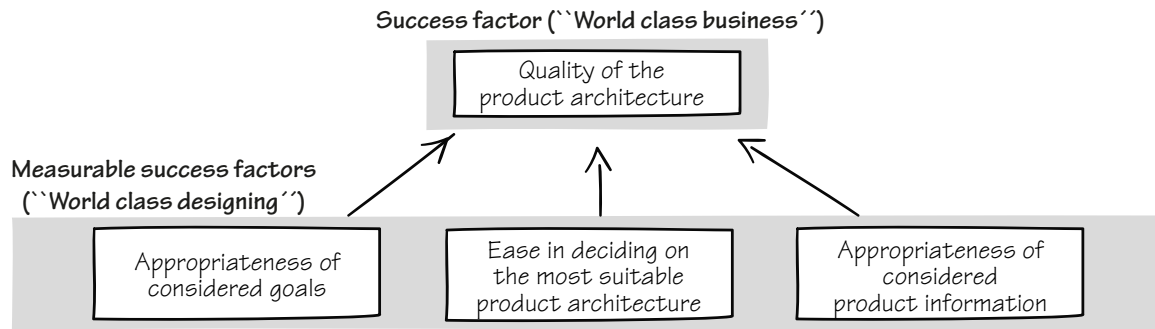 Success factor (``World class business´´)
Quality of the
product architecture
Measurable success factors
(``World class designing´´)
Appropriateness of
considered goals
Ease in deciding on
the most suitable
product architecture
Appropriateness of
considered
product information